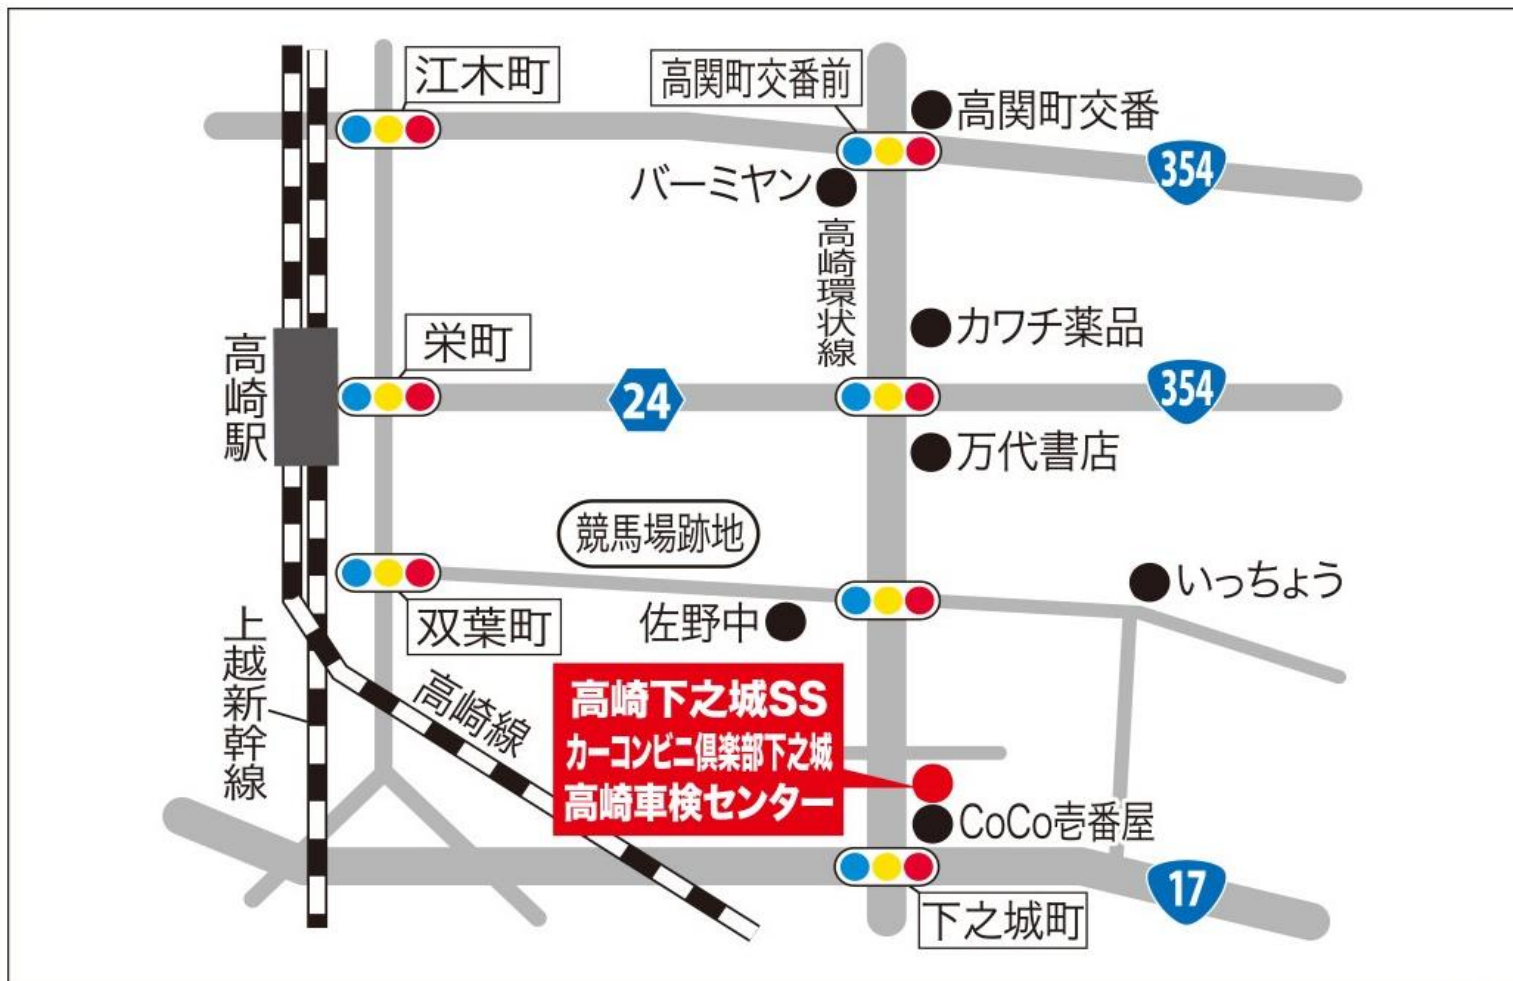 江木町
高関町交番前
高関町交番
354
バーミヤン
高崎環状線
カワチ薬品
栄町
高崎駅
24
354
万代書店
競馬場跡地
いっちょう
双葉町
佐野中
上越新幹線
高崎線
高崎下之城SS
カーコンビニ倶楽部下之城
高崎車検センター
CoCo壱番屋
17
下之城町